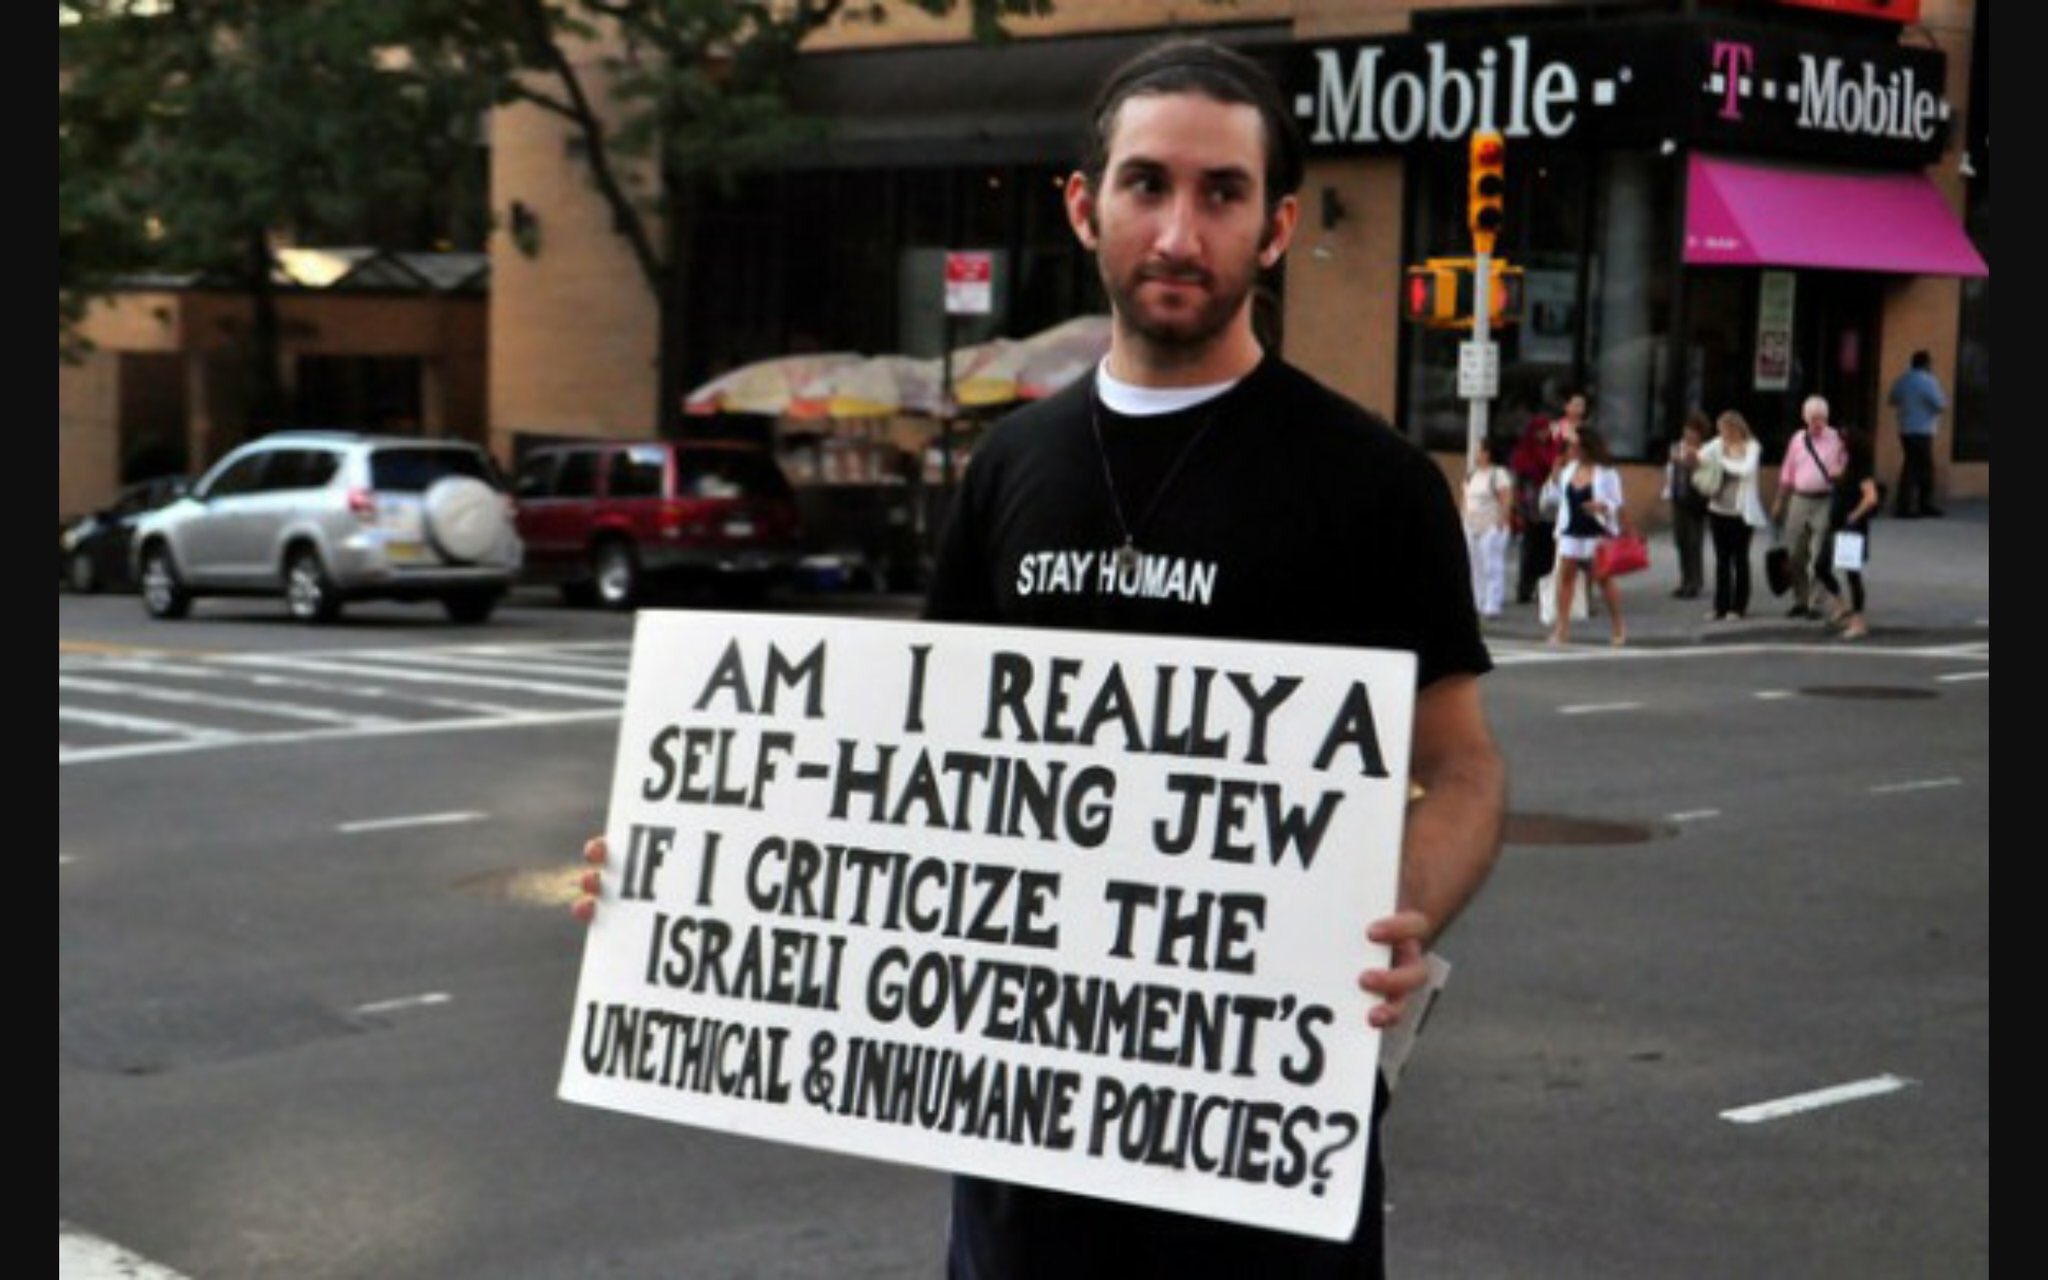 -Mobile-
T-Mobile-
STAY HUMAN
AM I REALLY A
SELF-HATING JEW
IF I CRITICIZE THE
ISRAELI GOVERNMENT'S
UNETHICAL & INHUMANE POLICIES?